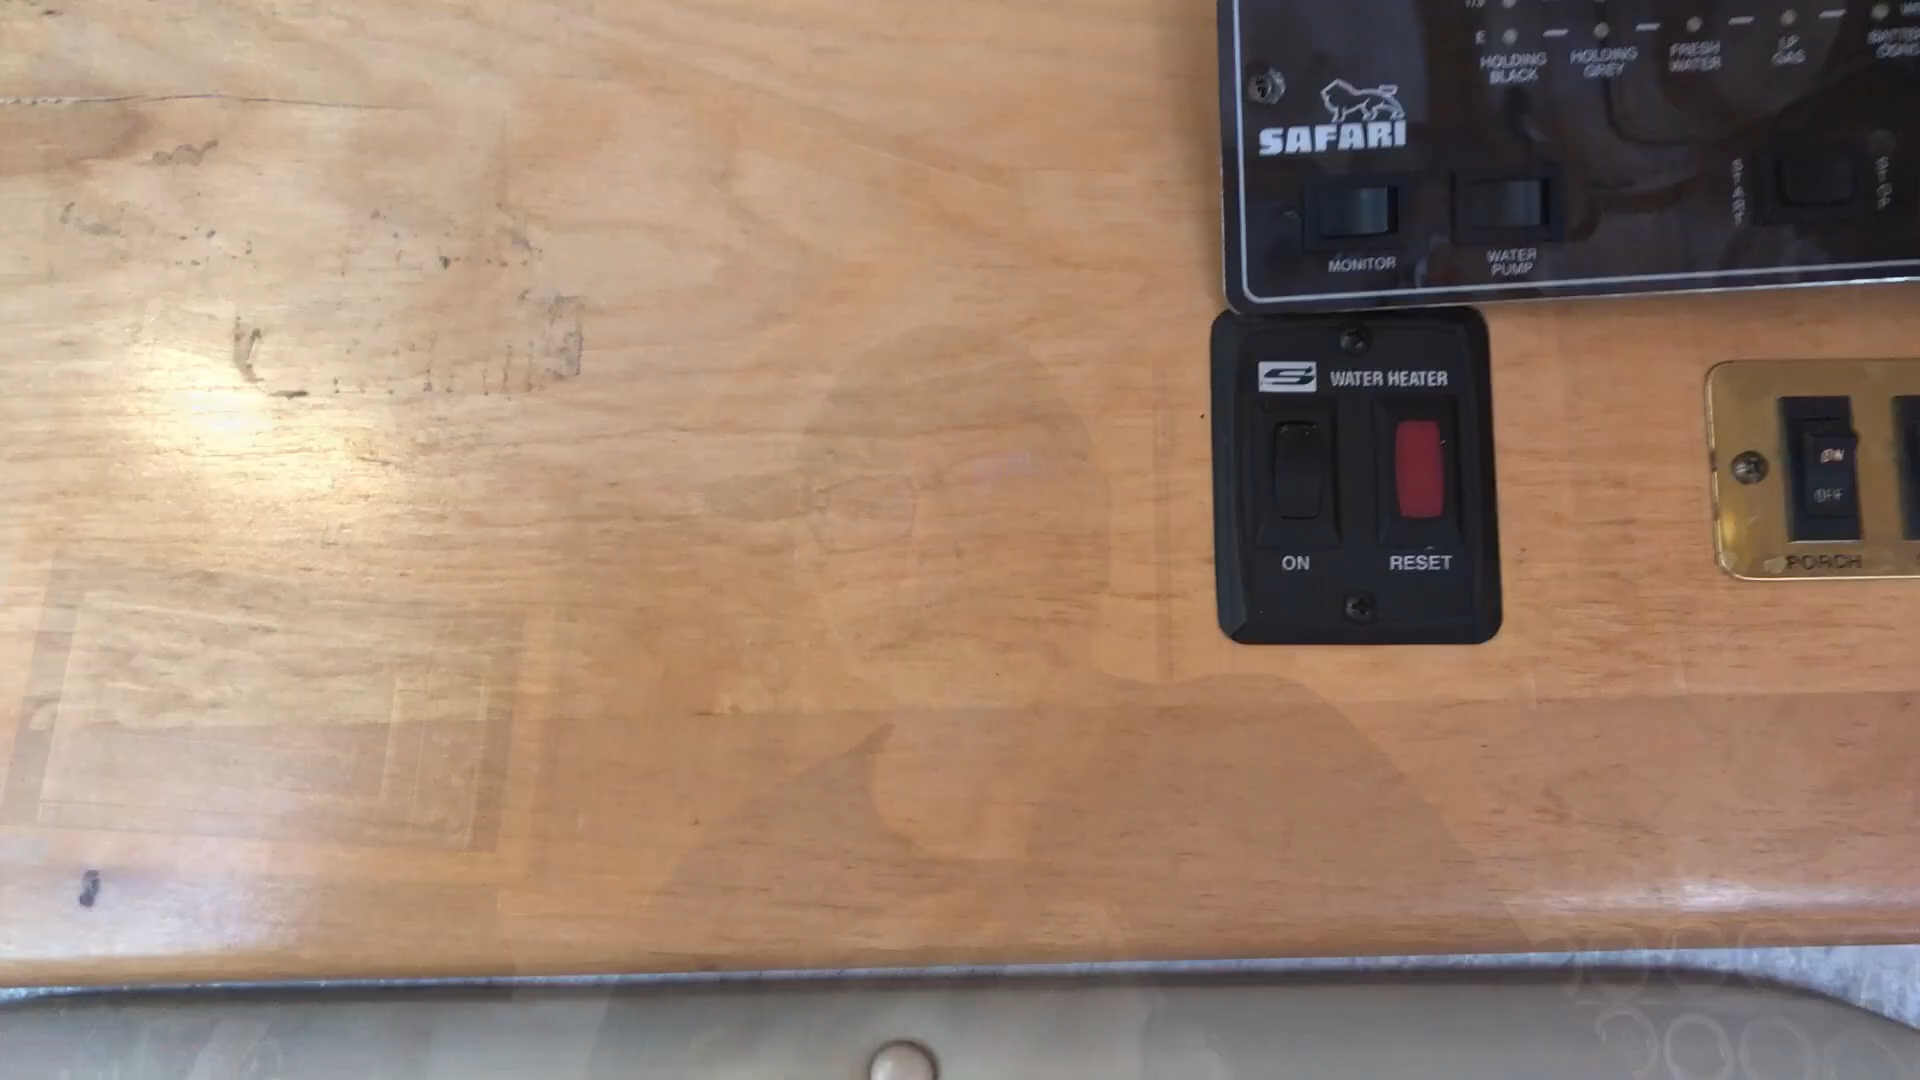 E
HOLDING
BLACK
HOLDING
GREY
FRESH
WATER
LP
GAS
SAFARI
START
STOP
MONITOR
WATER
PUMP
WATER HEATER
ON
RESET
ON
OFF
PORCH